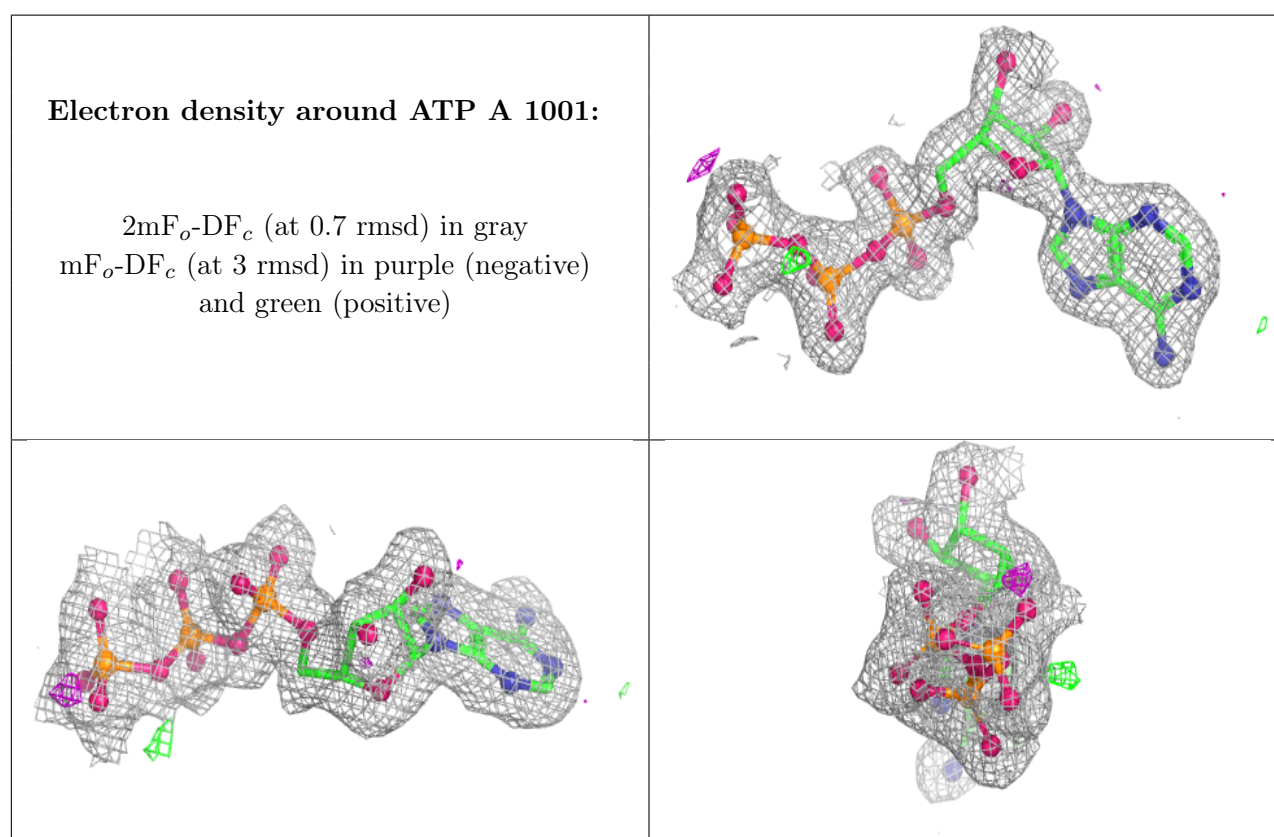 Electron density around ATP A 1001:
2mFₒ-DF𝒸 (at 0.7 rmsd) in gray
mFₒ-DF𝒸 (at 3 rmsd) in purple (negative)
and green (positive)